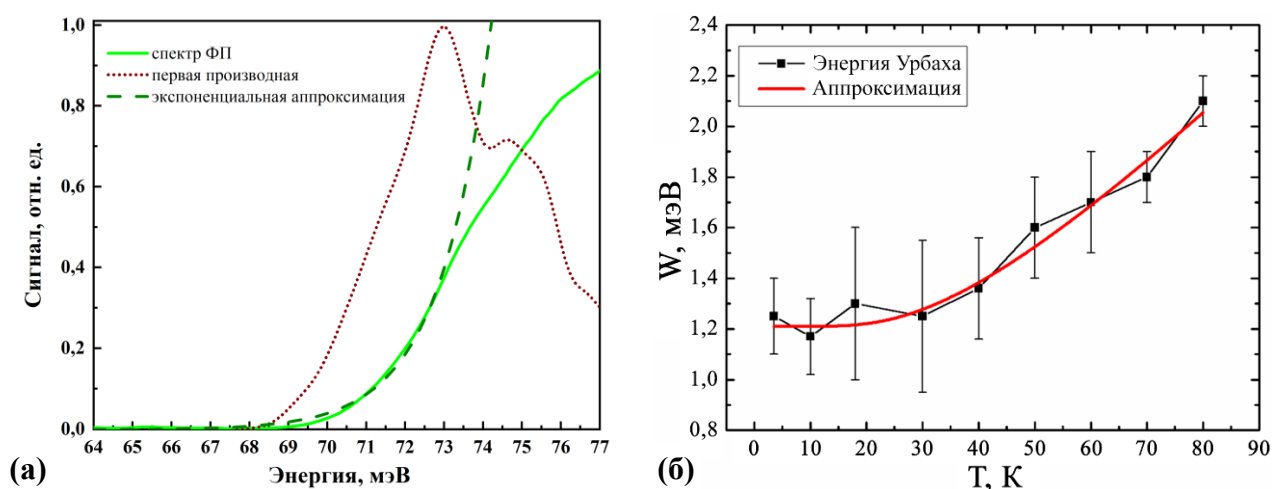 1,0
0,8
0,6
0,4
0,2
0,0
Сигнал, отн. ед.
спектр ФП
первая производная
экспоненциальная аппроксимация
64 65 66 67 68 69 70 71 72 73 74 75 76 77
Энергия, мэВ
(а)
2,4
2,2
2,0
1,8
1,6
1,4
1,2
1,0
0,8
W, мэВ
Энергия Урбаха
Аппроксимация
0 10 20 30 40 50 60 70 80 90
T, К
(б)